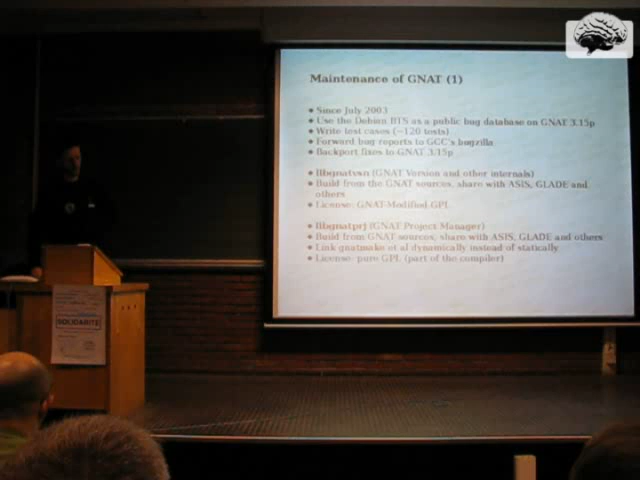 Maintenance of GNAT (1)
Since July 2003
Use the Debian BTS as a public bug database on GNAT 3.15p
Write test cases (~120 tests)
Forward bug reports to GCC's bugzilla
Backport fixes to GNAT 3.15p
libgnatvsn (GNAT Version and other internals)
Build from the GNAT sources, share with ASIS, GLADE and
others
License: GNAT-Modified GPL
libgnatprj (GNAT Project Manager)
Build from GNAT sources, share with ASIS, GLADE and others
Link gnatmake et al dynamically instead of statically
License: pure GPL (part of the compiler)
SOLIDARITE